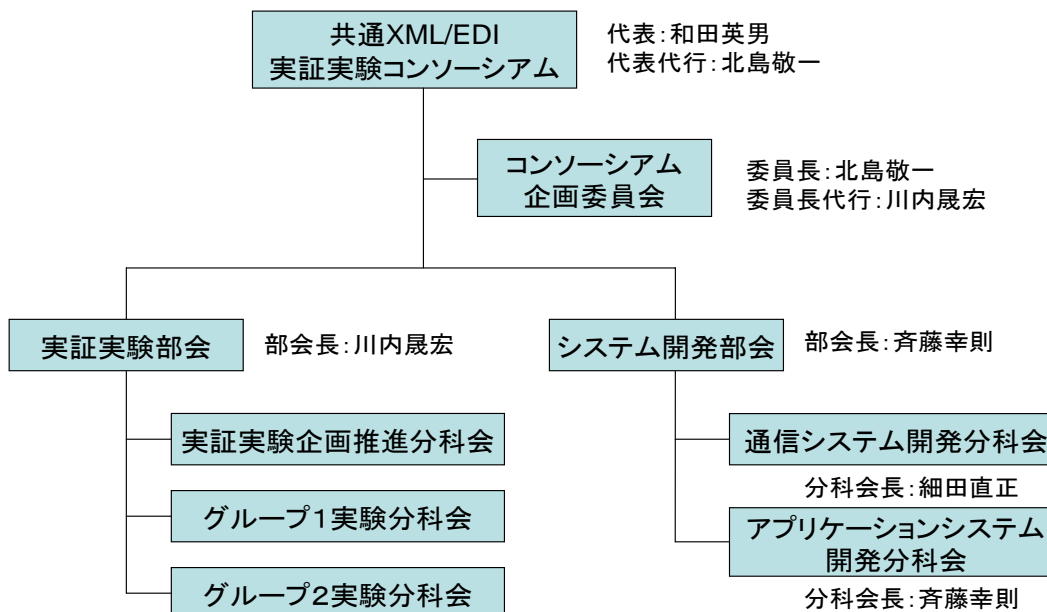 共通XML/EDI
実証実験コンソーシアム
代表:和田英男
代表代行:北島敬一
コンソーシアム
企画委員会
委員長:北島敬一
委員長代行:川内晟宏
実証実験部会
部会長:川内晟宏
システム開発部会
部会長:斉藤幸則
実証実験企画推進分科会
グループ1実験分科会
グループ2実験分科会
通信システム開発分科会
分科会長:細田直正
アプリケーションシステム
開発分科会
分科会長:斉藤幸則